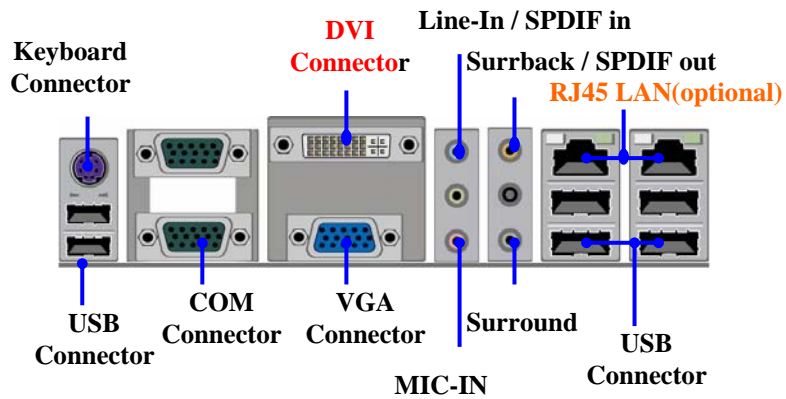 Line-In / SPDIF in
DVI
Connector
Keyboard
Connector
Surrback / SPDIF out
RJ45 LAN(optional)
COM
Connector
VGA
Connector
USB
Connector
Surround
USB
Connector
MIC-IN